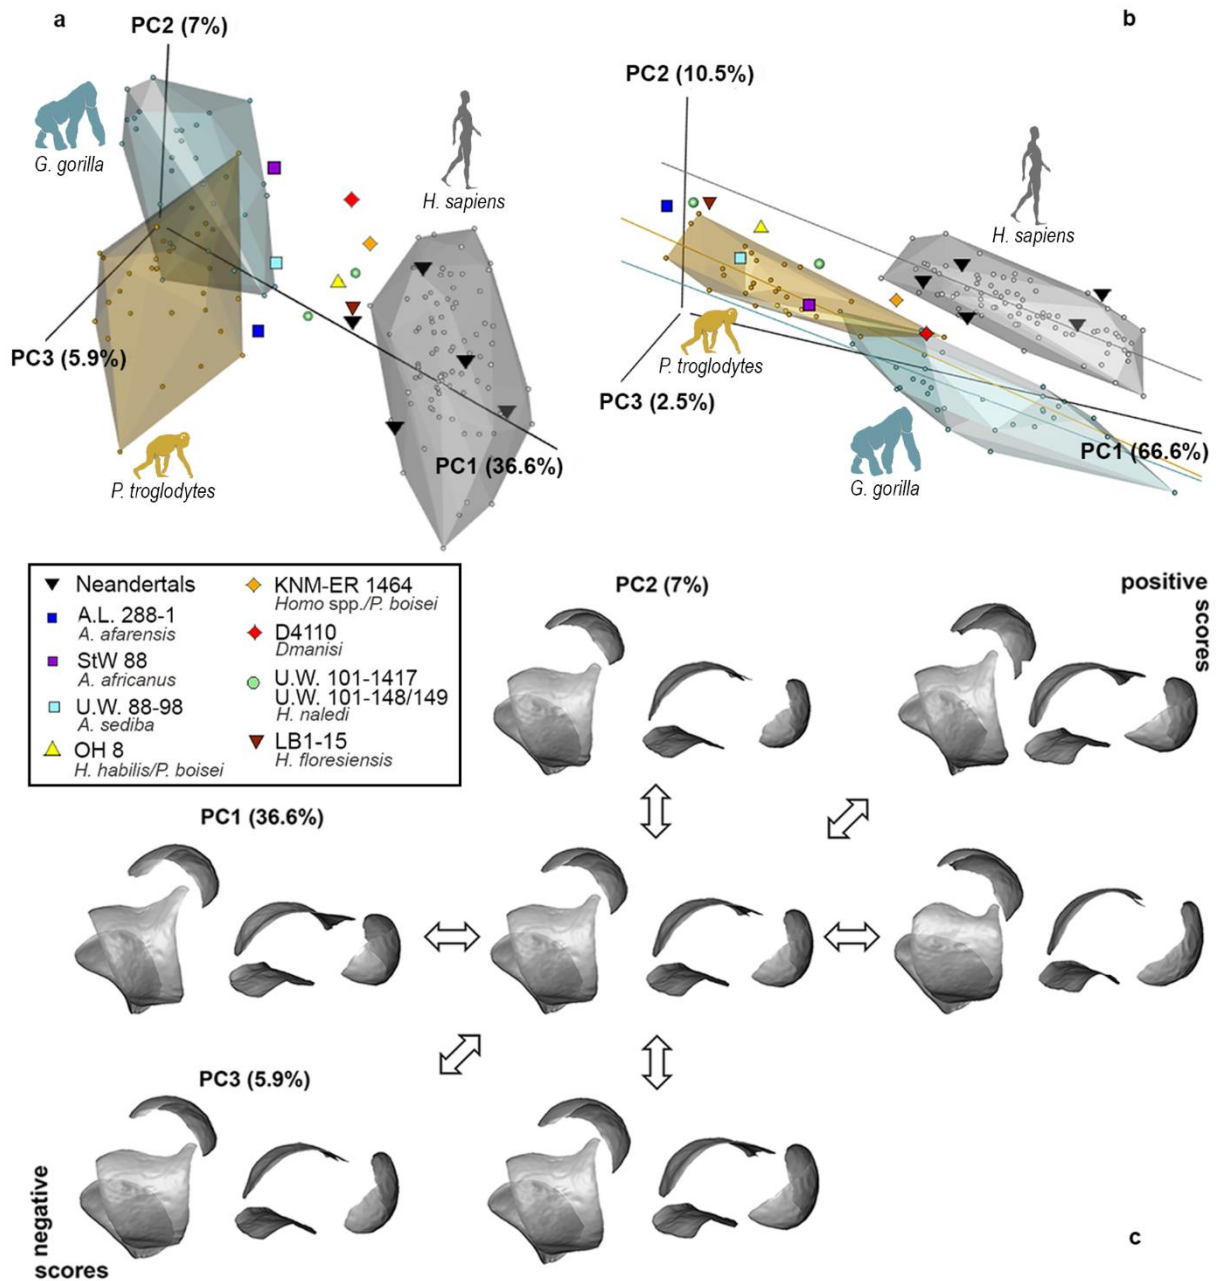 a
b
PC2 (7%)
G. gorilla
H. sapiens
PC3 (5.9%)
P. troglodytes
PC1 (36.6%)
PC2 (10.5%)
H. sapiens
P. troglodytes
PC3 (2.5%)
G. gorilla
PC1 (66.6%)
Neandertals
A.L. 288-1
A. afarensis
StW 88
A. africanus
U.W. 88-98
A. sediba
OH 8
H. habilis/P. boisei
KNM-ER 1464
Homo spp./P. boisei
D4110
Dmanisi
U.W. 101-1417
U.W. 101-148/149
H. naledi
LB1-15
H. floresiensis
PC2 (7%)
positive
scores
PC1 (36.6%)
PC3 (5.9%)
negative
scores
c